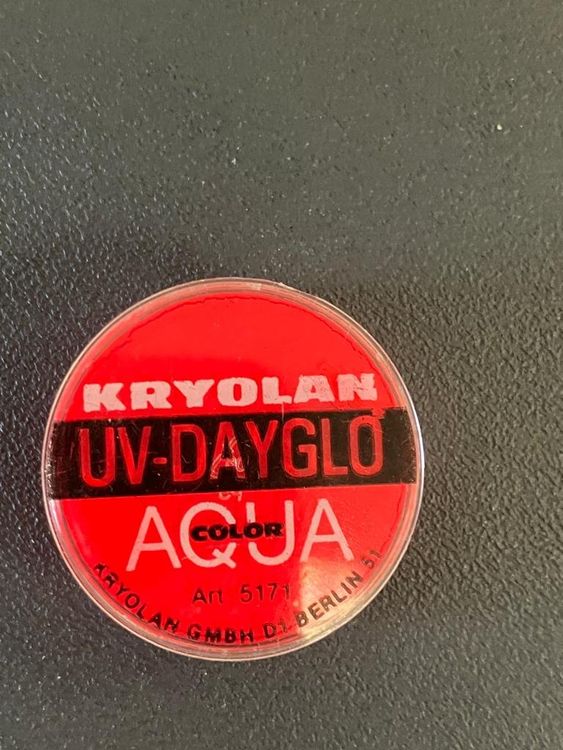 KRYOLAN
UV-DAYGLO
AQUA
COLOR
Art 5171
KRYOLAN GMBH D1-BERLIN 51